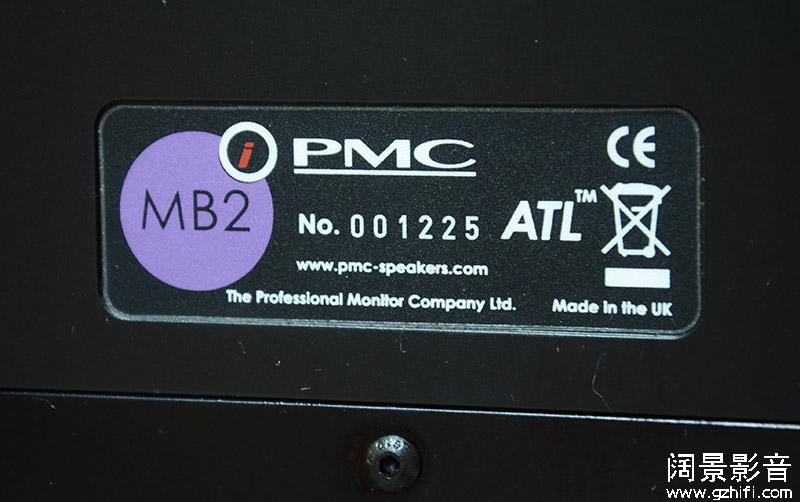 i
MB2
PMC
No. 001225
ATL™
CE
www.pmc-speakers.com
The Professional Monitor Company Ltd.
Made in the UK
阔景影音
www.gzhifi.com